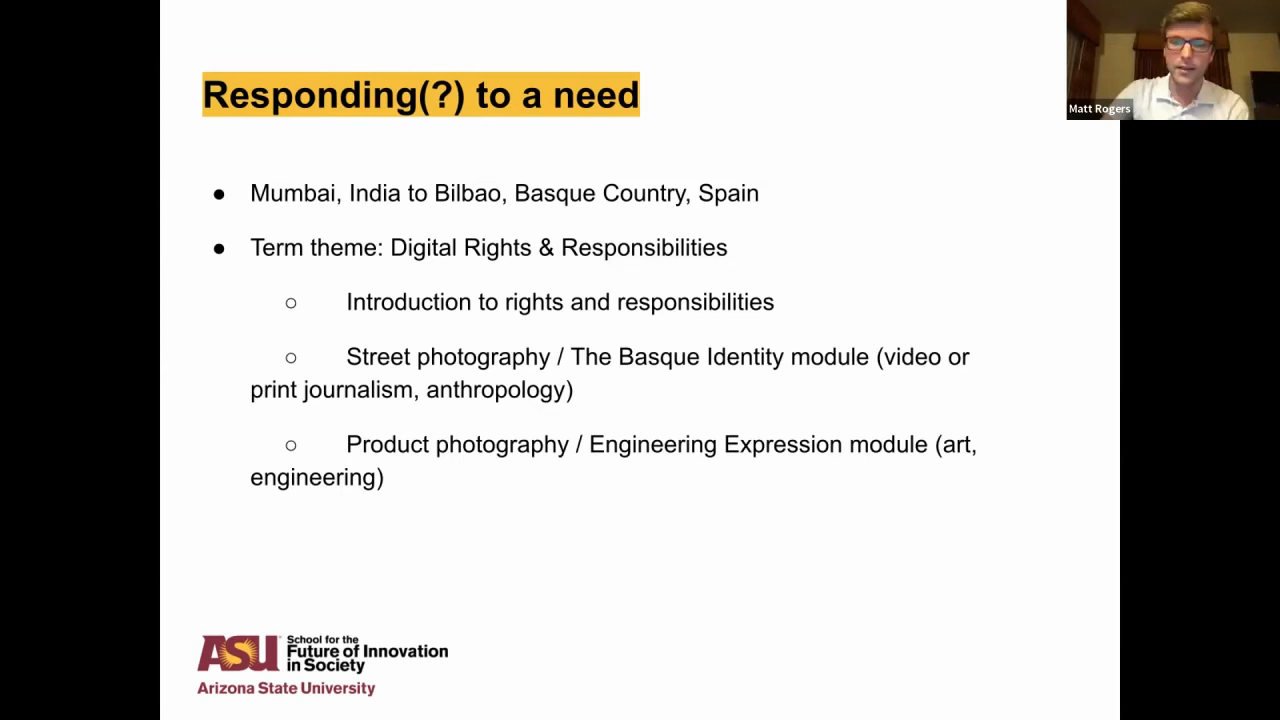 Responding(?) to a need
Matt Rogers
● Mumbai, India to Bilbao, Basque Country, Spain
● Term theme: Digital Rights & Responsibilities
○ Introduction to rights and responsibilities
○ Street photography / The Basque Identity module (video or
print journalism, anthropology)
○ Product photography / Engineering Expression module (art,
engineering)
ASU
School for the
Future of Innovation
in Society
Arizona State University